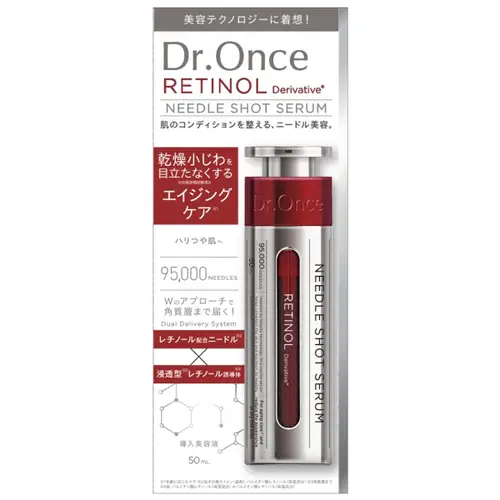 美容テクノロジーに着想！
Dr.Once
RETINOL Derivative*
NEEDLE SHOT SERUM
肌のコンディションを整える、ニードル美容。
乾燥小じわを
目立たなくする
エイジング
ケア
ハリつや肌へ
95,000 NEEDLES
Wのアプローチで
角質層まで届く!
Dual Delivery System
レチノール配合ニードル
×
浸透型 レチノール誘導体
導入美容液
50 mL
Dr.Once
95,000 NEEDLES
RETINOL Derivative*
NEEDLE SHOT SERUM